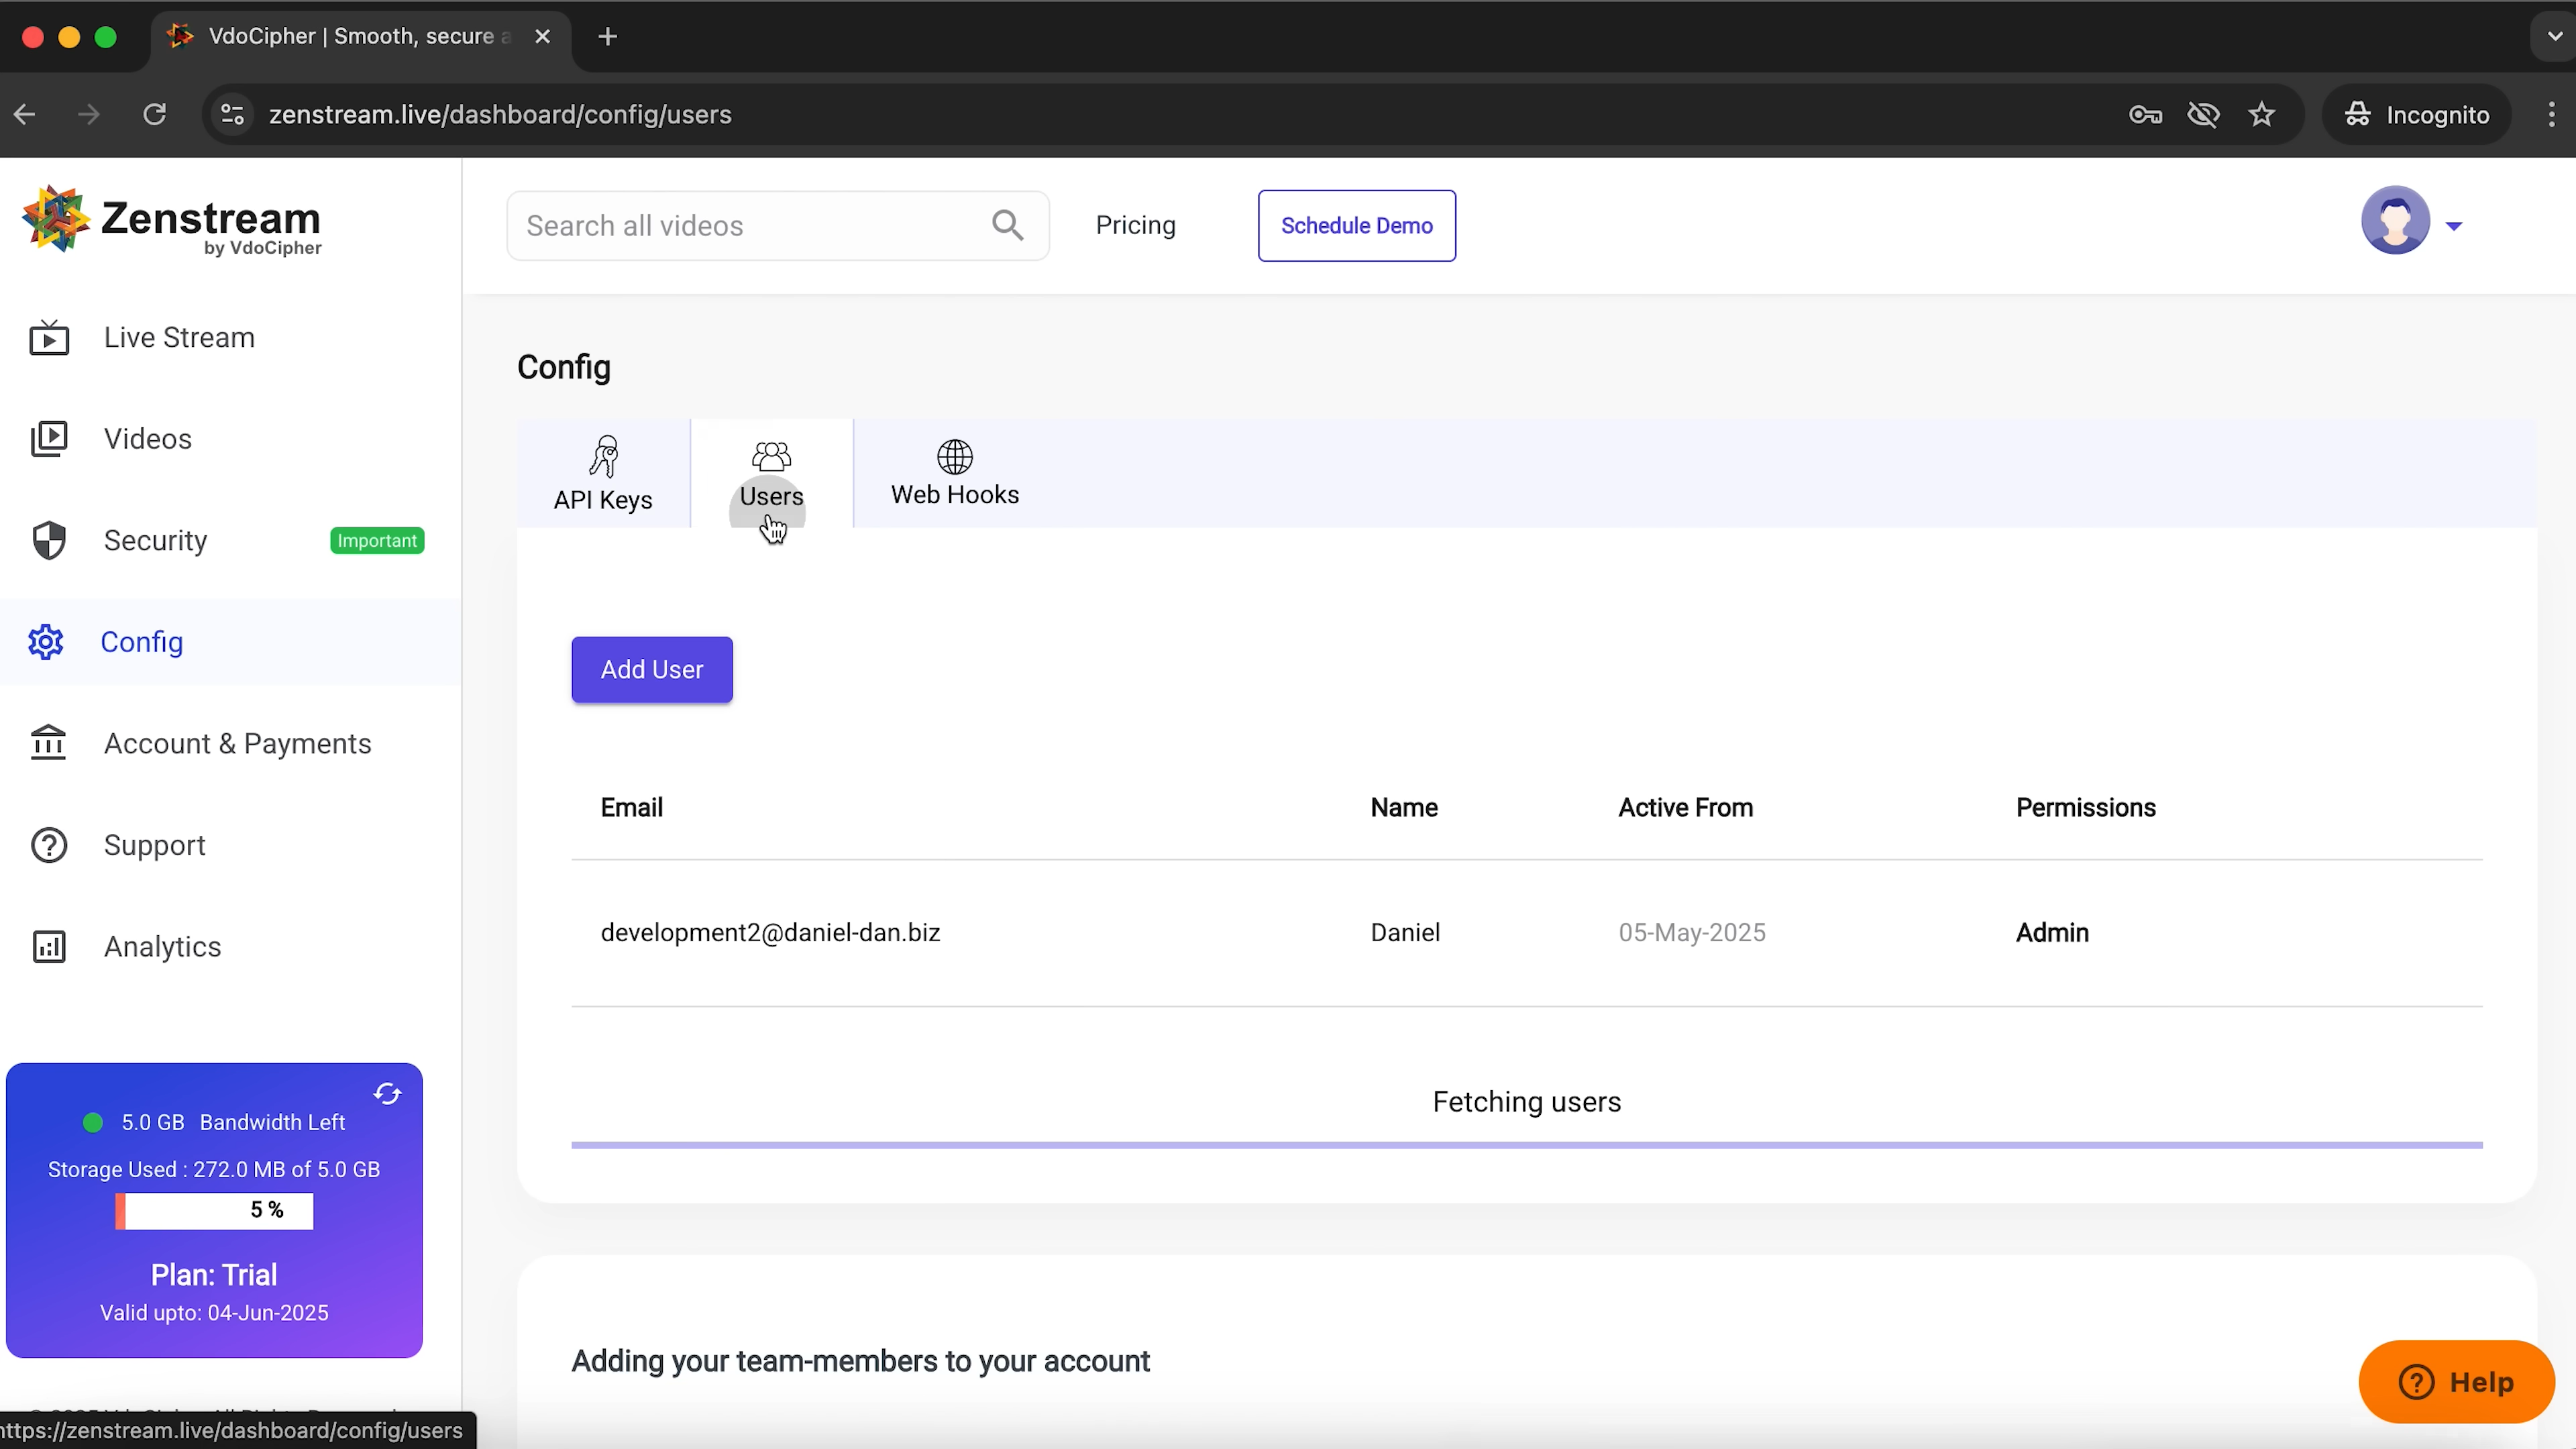 VdoCipher | Smooth, secure a
zenstream.live/dashboard/config/users
Incognito
Zenstream
by VdoCipher
Search all videos
Pricing
Schedule Demo
Live Stream
Videos
Security
Important
Config
Account & Payments
Support
Analytics
5.0 GB Bandwidth Left
Storage Used : 272.0 MB of 5.0 GB
5 %
Plan: Trial
Valid upto: 04-Jun-2025
Config
API Keys
Users
Web Hooks
Add User
Email Name Active From Permissions
development2@daniel-dan.biz Daniel 05-May-2025 Admin
Fetching users
Adding your team-members to your account
Help
https://zenstream.live/dashboard/config/users